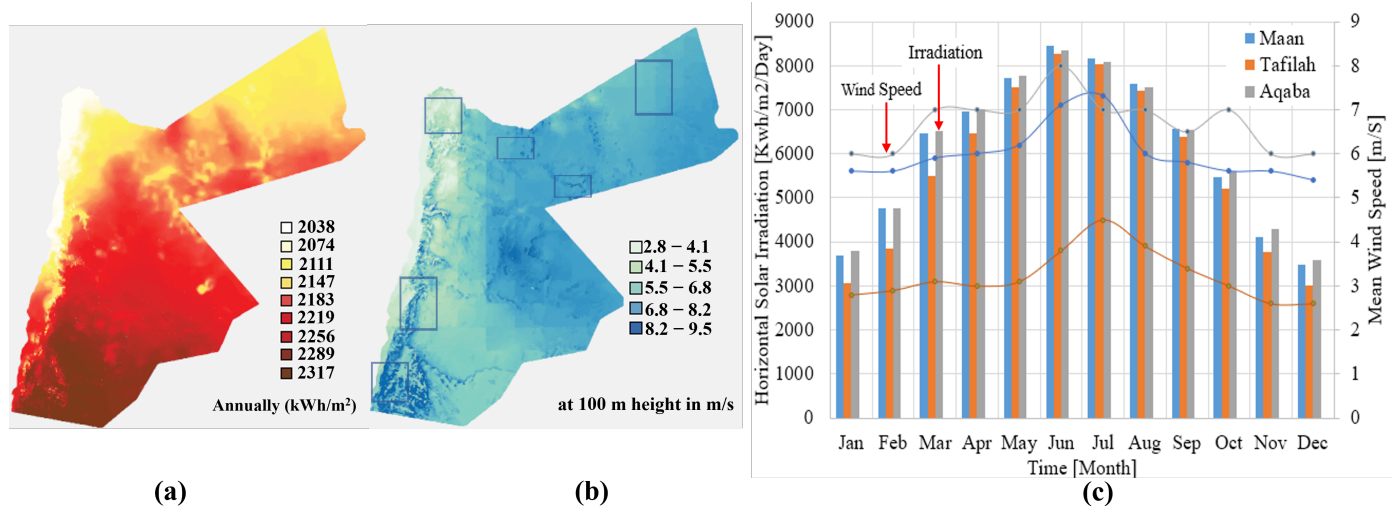 2038
2074
2111
2147
2183
2219
2256
2289
2317
Annually (kWh/m²)
(a)
2.8 – 4.1
4.1 – 5.5
5.5 – 6.8
6.8 – 8.2
8.2 – 9.5
at 100 m height in m/s
(b)
Horizontal Solar Irradiation [Kwh/m2/Day]
9000
8000
7000
6000
5000
4000
3000
2000
1000
0
Wind Speed
Irradiation
Maan
Tafilah
Aqaba
9
8
7
6
5
4
3
2
1
0
Mean Wind Speed [m/S]
Jan Feb Mar Apr May Jun Jul Aug Sep Oct Nov Dec
Time [Month]
(c)